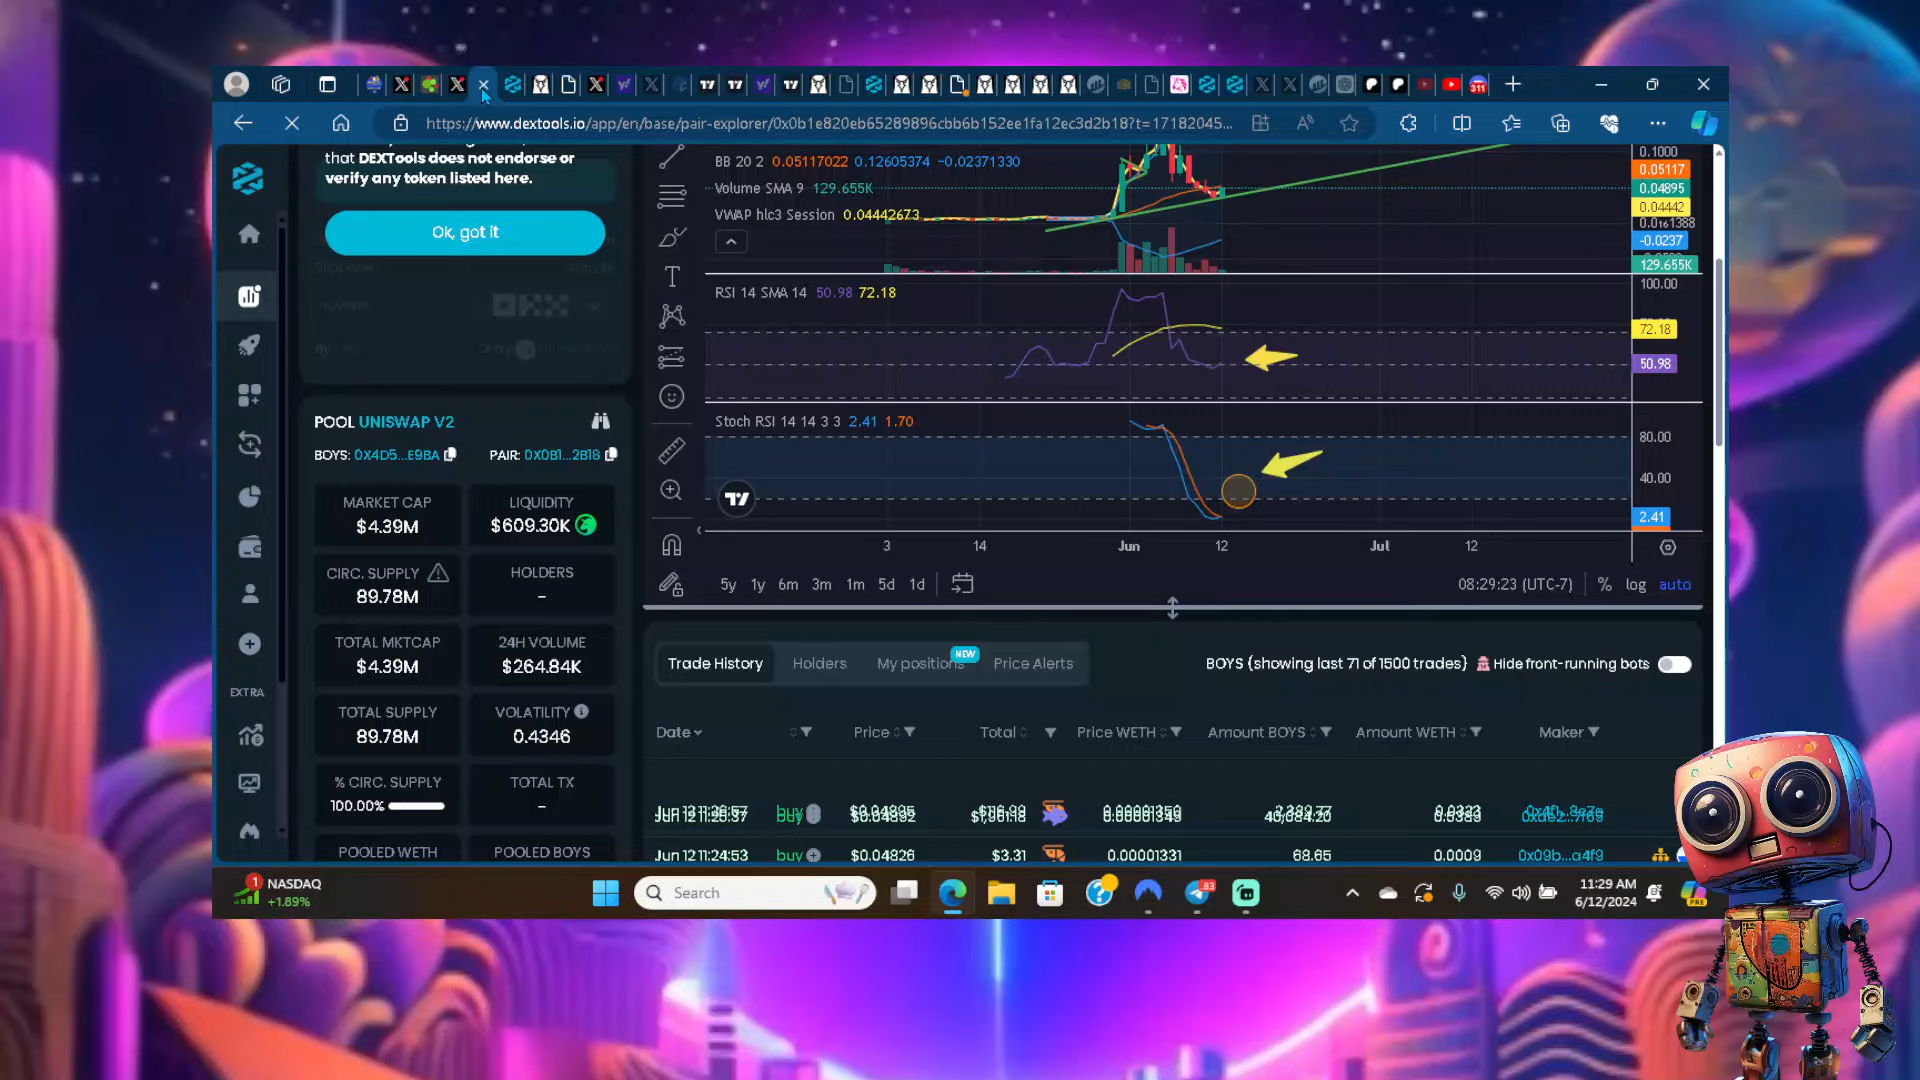 https://www.dextools.io/app/en/base/pair-explorer/0x0b1e820eb65289896cbb6b152ee1fa12ec3d2b18?t=17182045...
that DEXTools does not endorse or
verify any token listed here.
Ok, got it
POOL UNISWAP V2
BOYS: 0X4D5...E9BA PAIR: 0X0B1...2B18
MARKET CAP
$4.39M
LIQUIDITY
$609.30K
CIRC. SUPPLY
89.78M
HOLDERS
-
TOTAL MKTCAP
$4.39M
24H VOLUME
$264.84K
TOTAL SUPPLY
89.78M
VOLATILITY
0.4346
% CIRC. SUPPLY
100.00%
TOTAL TX
-
POOLED WETH
POOLED BOYS
EXTRA
BB 20 2 0.05117022 0.12605374 -0.02371330
Volume SMA 9 129.655K
VWAP hlc3 Session 0.04442673
RSI 14 SMA 14 50.98 72.18
Stoch RSI 14 14 3 3 2.41 1.70
0.1000
0.05117
0.04895
0.04442
-0.0237
129.655K
100.00
72.18
50.98
80.00
40.00
2.41
3 14 Jun 12 Jul 12
5y 1y 6m 3m 1m 5d 1d
08:29:23 (UTC-7) % log auto
Trade History Holders My positions NEW Price Alerts
BOYS (showing last 71 of 1500 trades) Hide front-running bots
Date Price Total Price WETH Amount BOYS Amount WETH Maker
buy
Jun 12 11:24:53 buy $0.04826 $3.31 0.00001331 68.65 0.0009 0x09b...a4f9
1
NASDAQ
+1.89%
Search
83
11:29 AM
6/12/2024
PRE
311